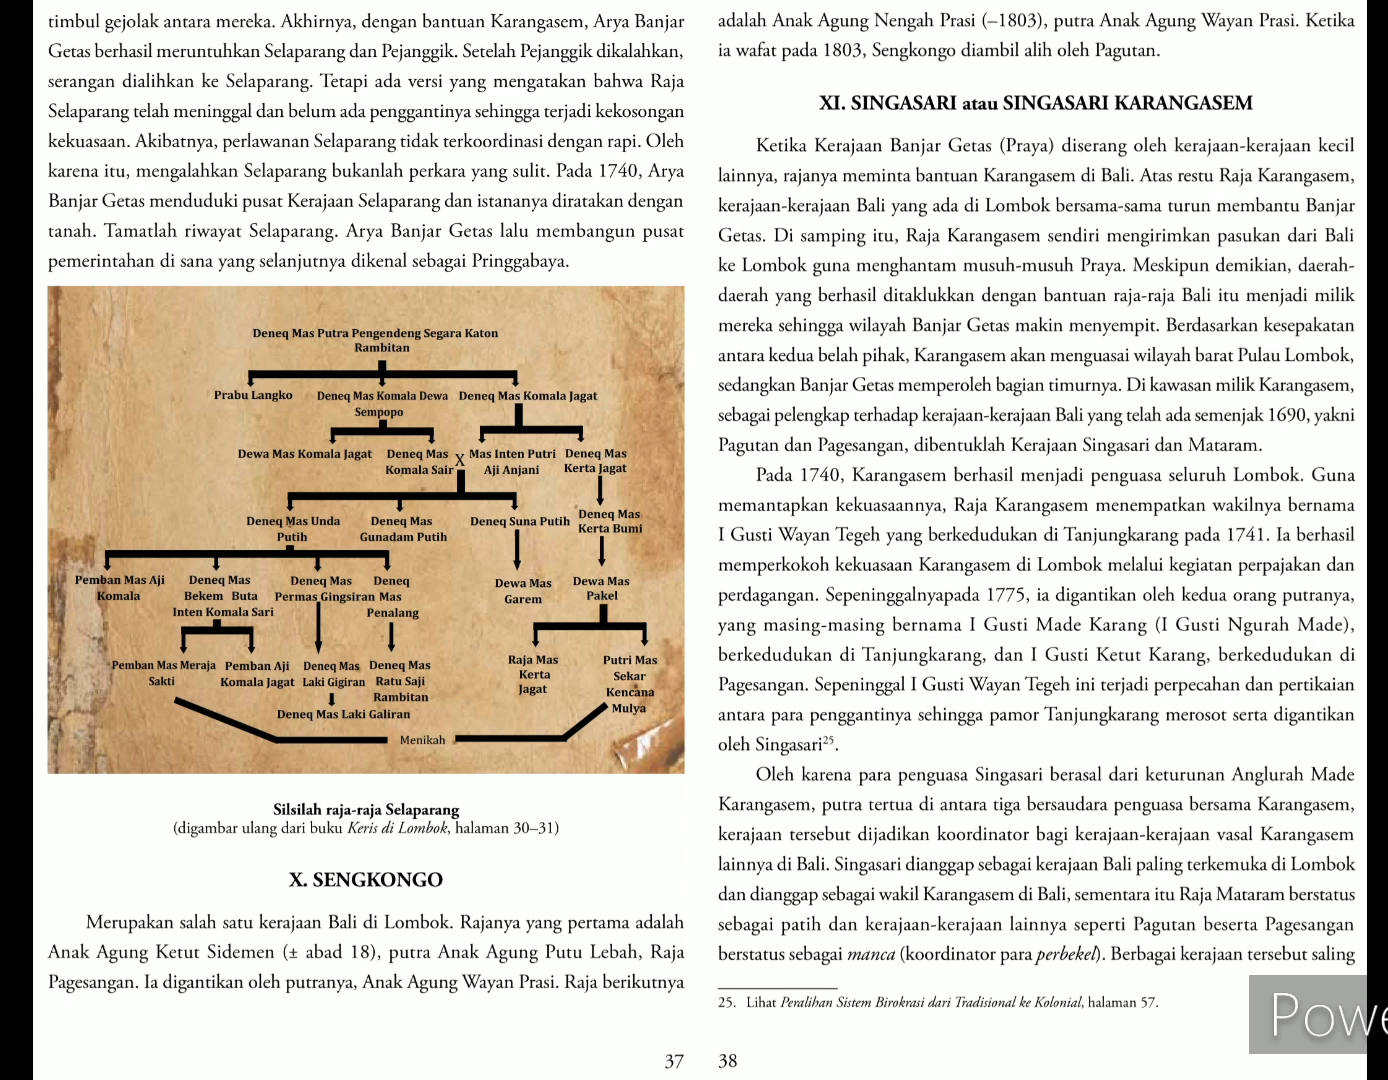 timbul gejolak antara mereka. Akhirnya, dengan bantuan Karangasem, Arya Banjar
Getas berhasil meruntuhkan Selaparang dan Pejanggik. Setelah Pejanggik dikalahkan,
serangan dialihkan ke Selaparang. Tetapi ada versi yang mengatakan bahwa Raja
Selaparang telah meninggal dan belum ada penggantinya sehingga terjadi kekosongan
kekuasaan. Akibatnya, perlawanan Selaparang tidak terkoordinasi dengan rapi. Oleh
karena itu, mengalahkan Selaparang bukanlah perkara yang sulit. Pada 1740, Arya
Banjar Getas menduduki pusat Kerajaan Selaparang dan istananya diratakan dengan
tanah. Tamatlah riwayat Selaparang. Arya Banjar Getas lalu membangun pusat
pemerintahan di sana yang selanjutnya dikenal sebagai Pringgabaya.
Deneq Mas Putra Pengendeng Segara Katon
Rambitan
Prabu Langko
Deneq Mas Komala Dewa
Sempopo
Deneq Mas Komala Jagat
Dewa Mas Komala Jagat
Deneq Mas
Komala Sair
X
Mas Inten Putri
Aji Anjani
Deneq Mas
Kerta Jagat
Deneq Mas Unda
Putih
Deneq Mas
Gunadam Putih
Deneq Suna Putih
Deneq Mas
Kerta Bumi
Pemban Mas Aji
Komala
Deneq Mas
Bekem Buta
Inten Komala Sari
Deneq Mas
Permas Gingsiran
Deneq
Mas
Penalang
Dewa Mas
Garem
Dewa Mas
Pakel
Pemban Mas Meraja
Sakti
Pemban Aji
Komala Jagat
Deneq Mas
Laki Gigiran
Deneq Mas
Ratu Saji
Rambitan
Raja Mas
Kerta
Jagat
Putri Mas
Sekar
Kencana
Mulya
Deneq Mas Laki Galiran
Menikah
Silsilah raja-raja Selaparang
(digambar ulang dari buku Keris di Lombok, halaman 30–31)
X. SENGKONGO
Merupakan salah satu kerajaan Bali di Lombok. Rajanya yang pertama adalah
Anak Agung Ketut Sidemen (± abad 18), putra Anak Agung Putu Lebah, Raja
Pagesangan. Ia digantikan oleh putranya, Anak Agung Wayan Prasi. Raja berikutnya
37
adalah Anak Agung Nengah Prasi (–1803), putra Anak Agung Wayan Prasi. Ketika
ia wafat pada 1803, Sengkongo diambil alih oleh Pagutan.
XI. SINGASARI atau SINGASARI KARANGASEM
Ketika Kerajaan Banjar Getas (Praya) diserang oleh kerajaan-kerajaan kecil
lainnya, rajanya meminta bantuan Karangasem di Bali. Atas restu Raja Karangasem,
kerajaan-kerajaan Bali yang ada di Lombok bersama-sama turun membantu Banjar
Getas. Di samping itu, Raja Karangasem sendiri mengirimkan pasukan dari Bali
ke Lombok guna menghantam musuh-musuh Praya. Meskipun demikian, daerah-
daerah yang berhasil ditaklukkan dengan bantuan raja-raja Bali itu menjadi milik
mereka sehingga wilayah Banjar Getas makin menyempit. Berdasarkan kesepakatan
antara kedua belah pihak, Karangasem akan menguasai wilayah barat Pulau Lombok,
sedangkan Banjar Getas memperoleh bagian timurnya. Di kawasan milik Karangasem,
sebagai pelengkap terhadap kerajaan-kerajaan Bali yang telah ada semenjak 1690, yakni
Pagutan dan Pagesangan, dibentuklah Kerajaan Singasari dan Mataram.
Pada 1740, Karangasem berhasil menjadi penguasa seluruh Lombok. Guna
memantapkan kekuasaannya, Raja Karangasem menempatkan wakilnya bernama
I Gusti Wayan Tegeh yang berkedudukan di Tanjungkarang pada 1741. Ia berhasil
memperkokoh kekuasaan Karangasem di Lombok melalui kegiatan perpajakan dan
perdagangan. Sepeninggalnyapada 1775, ia digantikan oleh kedua orang putranya,
yang masing-masing bernama I Gusti Made Karang (I Gusti Ngurah Made),
berkedudukan di Tanjungkarang, dan I Gusti Ketut Karang, berkedudukan di
Pagesangan. Sepeninggal I Gusti Wayan Tegeh ini terjadi perpecahan dan pertikaian
antara para penggantinya sehingga pamor Tanjungkarang merosot serta digantikan
oleh Singasari²⁵.
Oleh karena para penguasa Singasari berasal dari keturunan Anglurah Made
Karangasem, putra tertua di antara tiga bersaudara penguasa bersama Karangasem,
kerajaan tersebut dijadikan koordinator bagi kerajaan-kerajaan vasal Karangasem
lainnya di Bali. Singasari dianggap sebagai kerajaan Bali paling terkemuka di Lombok
dan dianggap sebagai wakil Karangasem di Bali, sementara itu Raja Mataram berstatus
sebagai patih dan kerajaan-kerajaan lainnya seperti Pagutan beserta Pagesangan
berstatus sebagai manca (koordinator para perbekel). Berbagai kerajaan tersebut saling
25. Lihat Peralihan Sistem Birokrasi dari Tradisional ke Kolonial, halaman 57.
38